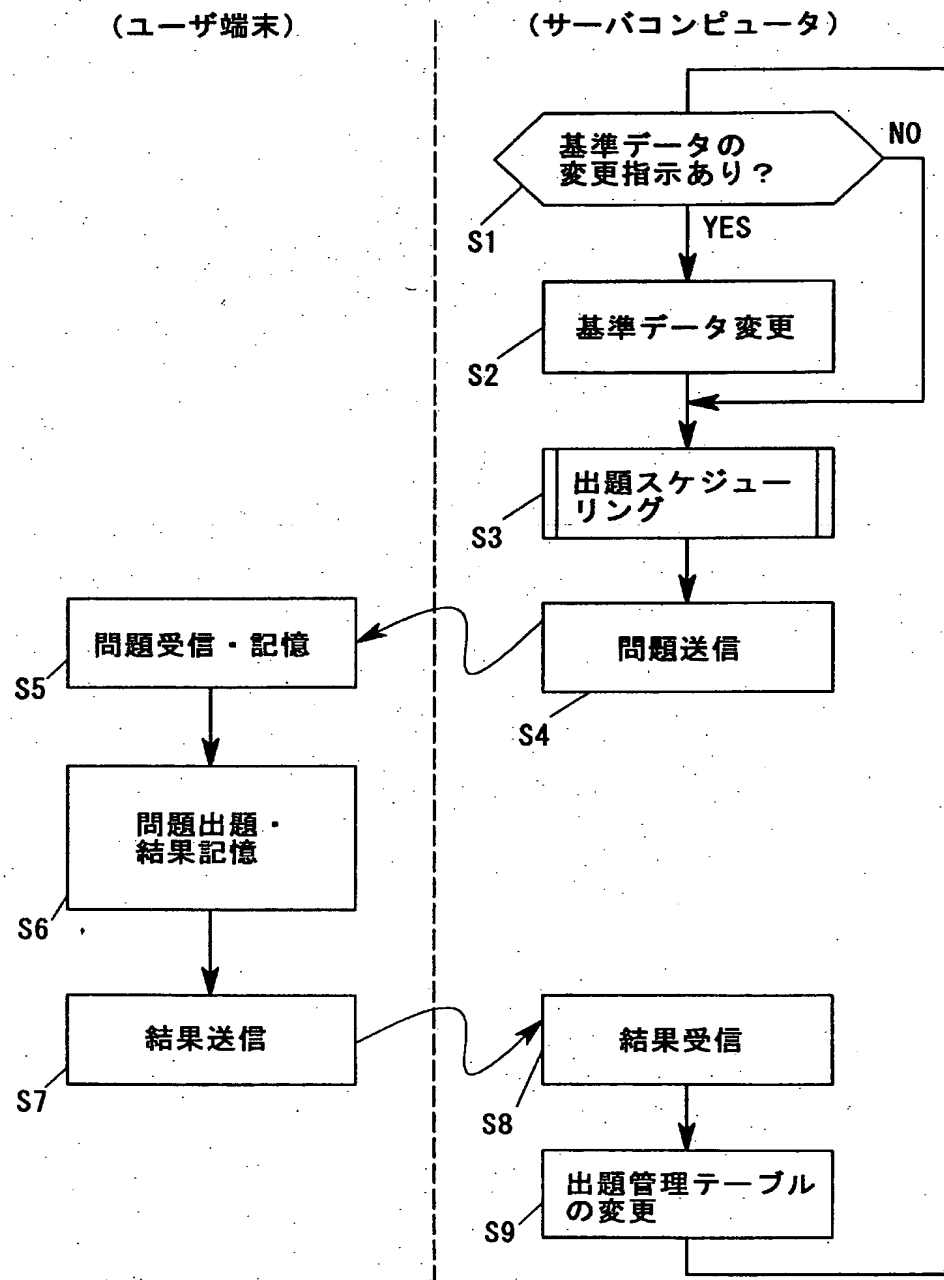 (ユーザ端末)
(サーバコンピュータ)
基準データの
変更指示あり？
NO
S1
YES
基準データ変更
S2
出題スケジュー
リング
S3
問題送信
S4
問題受信・記憶
S5
問題出題・
結果記憶
S6
結果送信
S7
結果受信
S8
出題管理テーブル
の変更
S9